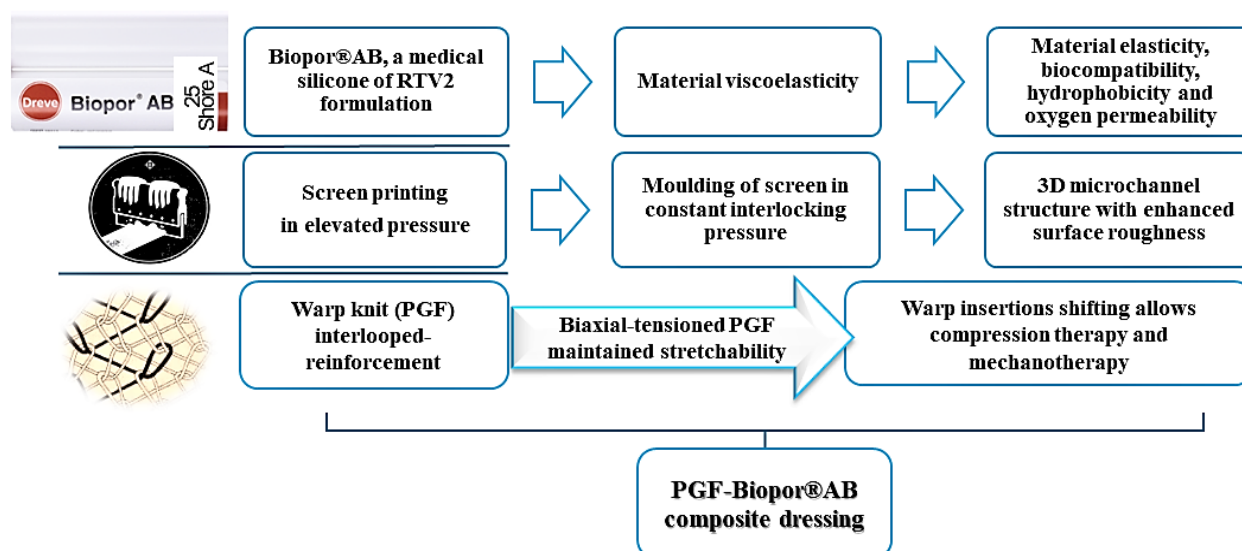 Dreve Biopor® AB
25
Shore A
Biopor®AB, a medical
silicone of RTV2
formulation
Material viscoelasticity
Material elasticity,
biocompatibility,
hydrophobicity and
oxygen permeability
Screen printing
in elevated pressure
Moulding of screen in
constant interlocking
pressure
3D microchannel
structure with enhanced
surface roughness
Warp knit (PGF)
interlooped-
reinforcement
Biaxial-tensioned PGF
maintained stretchability
Warp insertions shifting allows
compression therapy and
mechanotherapy
PGF-Biopor®AB
composite dressing